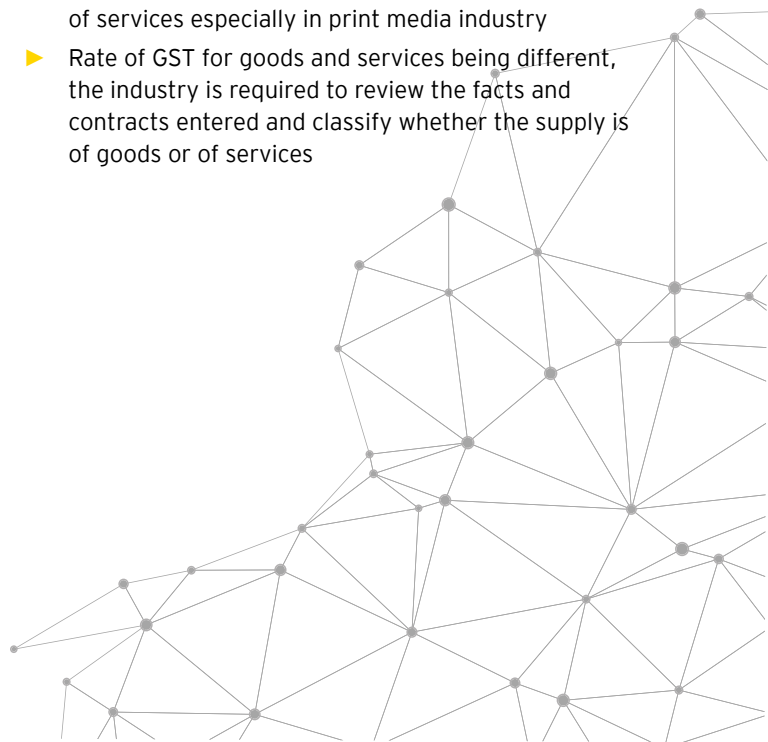 of services especially in print media industry
Rate of GST for goods and services being different,
the industry is required to review the facts and
contracts entered and classify whether the supply is
of goods or of services